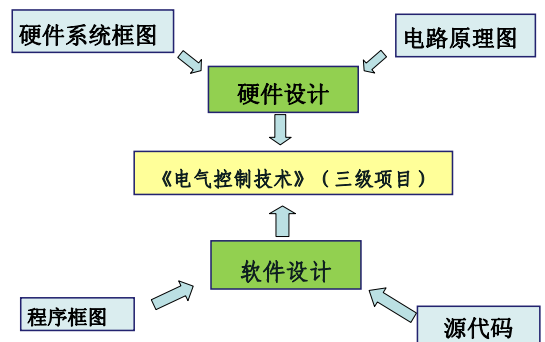 硬件系统框图
电路原理图
硬件设计
《电气控制技术》（三级项目）
软件设计
程序框图
源代码